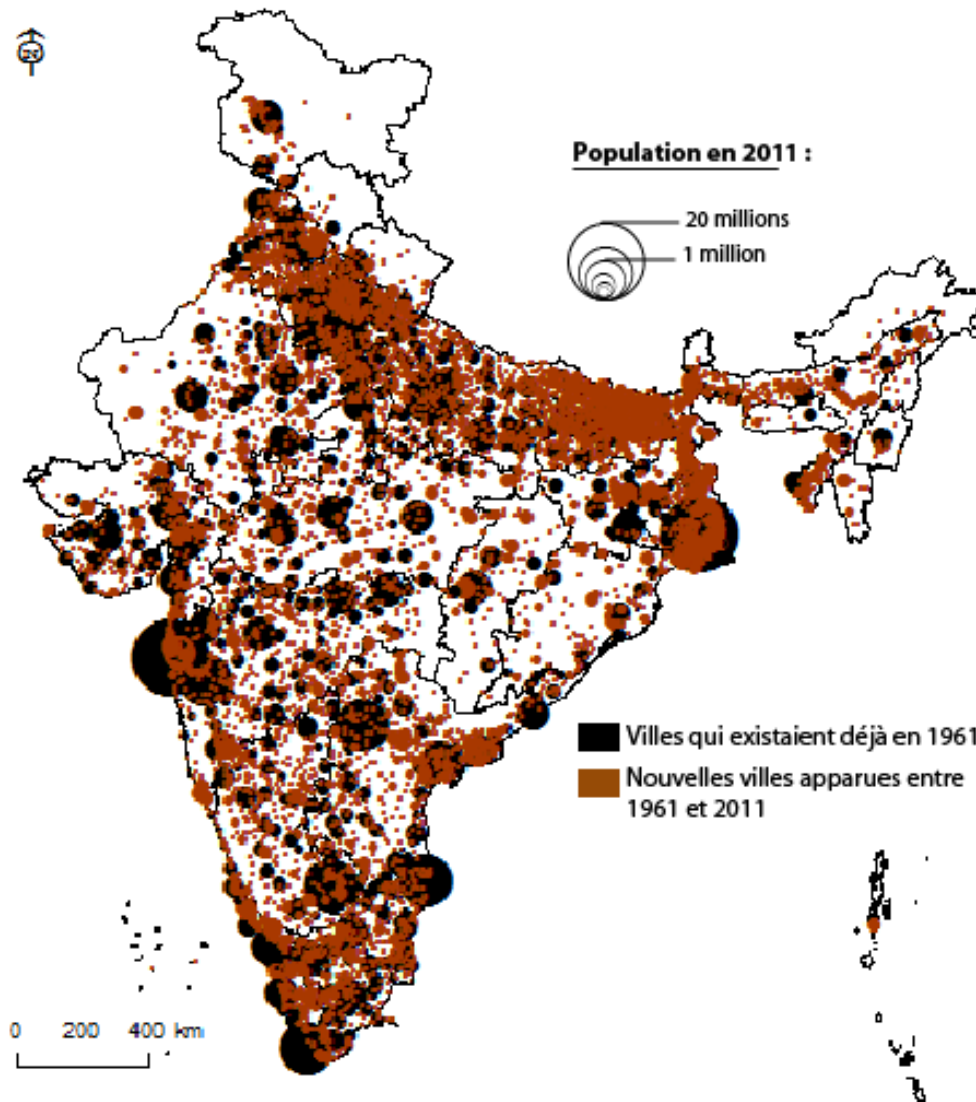 Population en 2011 :
20 millions
1 million
Villes qui existaient déjà en 1961
Nouvelles villes apparues entre
1961 et 2011
0 200 400 km